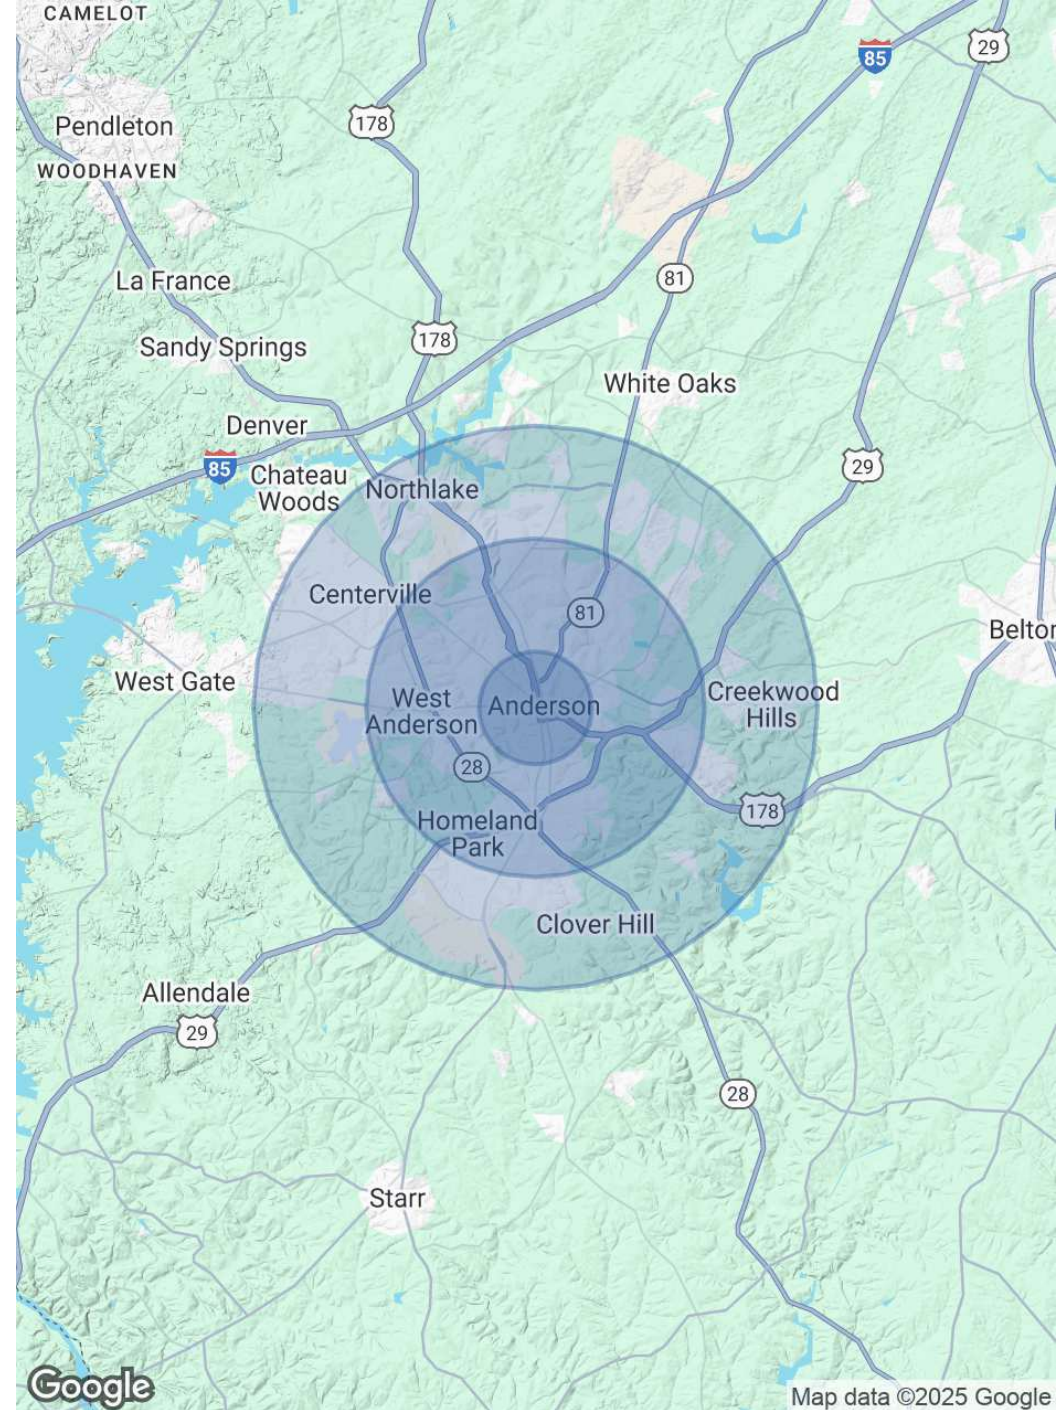 CAMELOT
85
29
178
Pendleton
WOODHAVEN
La France
81
178
Sandy Springs
White Oaks
Denver
85
Chateau
Woods
Northlake
29
Centerville
81
Belton
West Gate
West
Anderson
Anderson
Creekwood
Hills
28
178
Homeland
Park
Clover Hill
Allendale
29
28
Starr
Google
Map data ©2025 Google